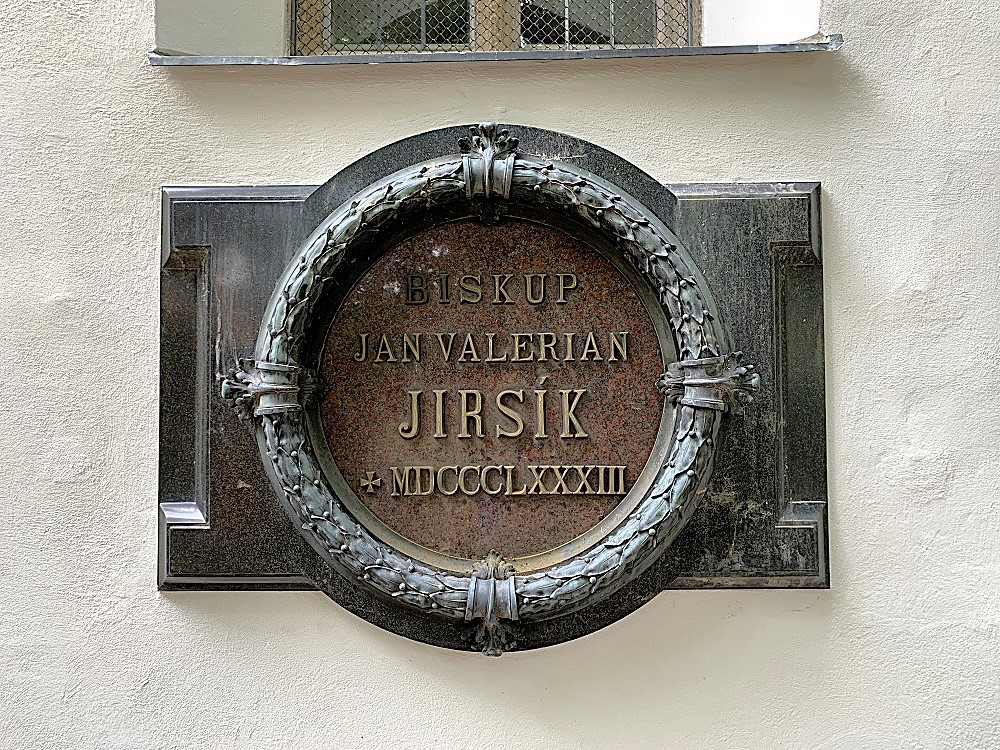 BISKUP
JAN VALERIAN
JIRSÍK
✠ MDCCCLXXXIII